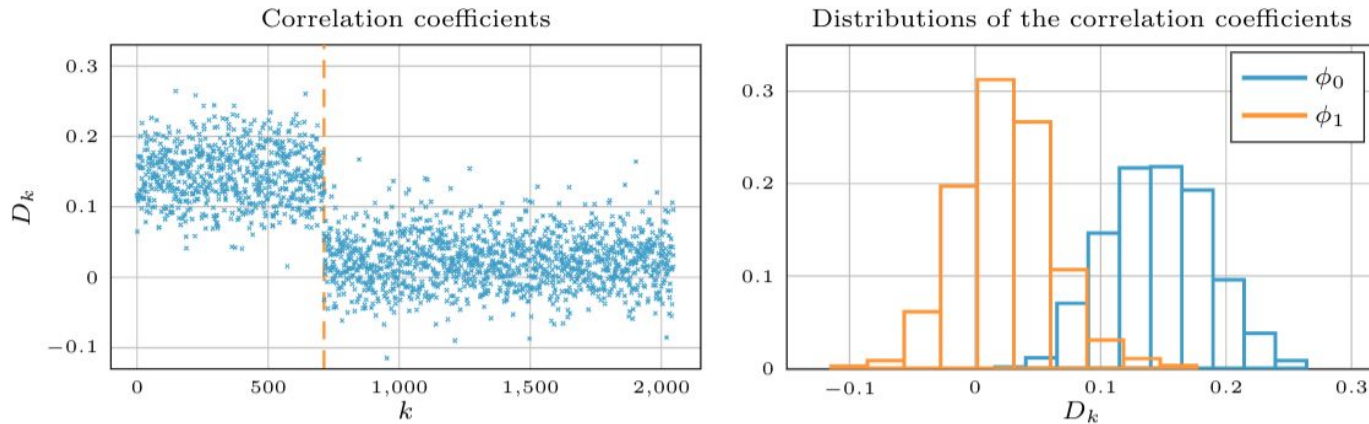 Correlation coefficients
0.3
0.2
0.1
0
−0.1
D_k
0
500
1,000
1,500
2,000
k
Distributions of the correlation coefficients
0.3
0.2
0.1
0
ϕ_0
ϕ_1
−0.1
0
0.1
0.2
0.3
D_k